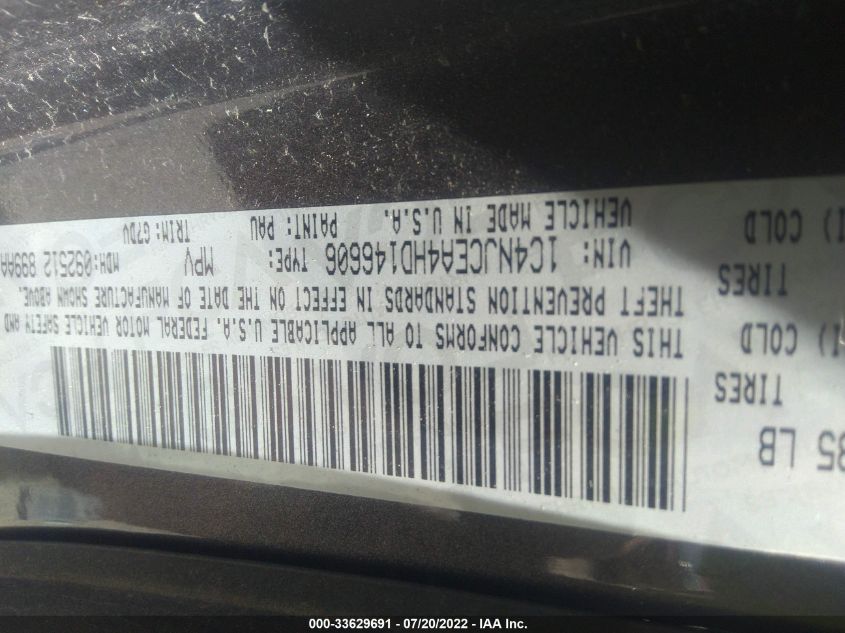 85 LB
TIRES
I) COLD
TIRES
I) COLD
THIS VEHICLE CONFORMS TO ALL APPLICABLE U.S.A. FEDERAL MOTOR VEHICLE SAFETY AND
THEFT PREVENTION STANDARDS IN EFFECT ON THE DATE OF MANUFACTURE SHOWN ABOVE.
VIN: 1C4NJCEA4HD146606 TYPE: MPV MDH: 092512 899AA
VEHICLE MADE IN U.S.A. PAINT: PAU TRIM: G7DV
000-33629691 - 07/20/2022 - IAA Inc.